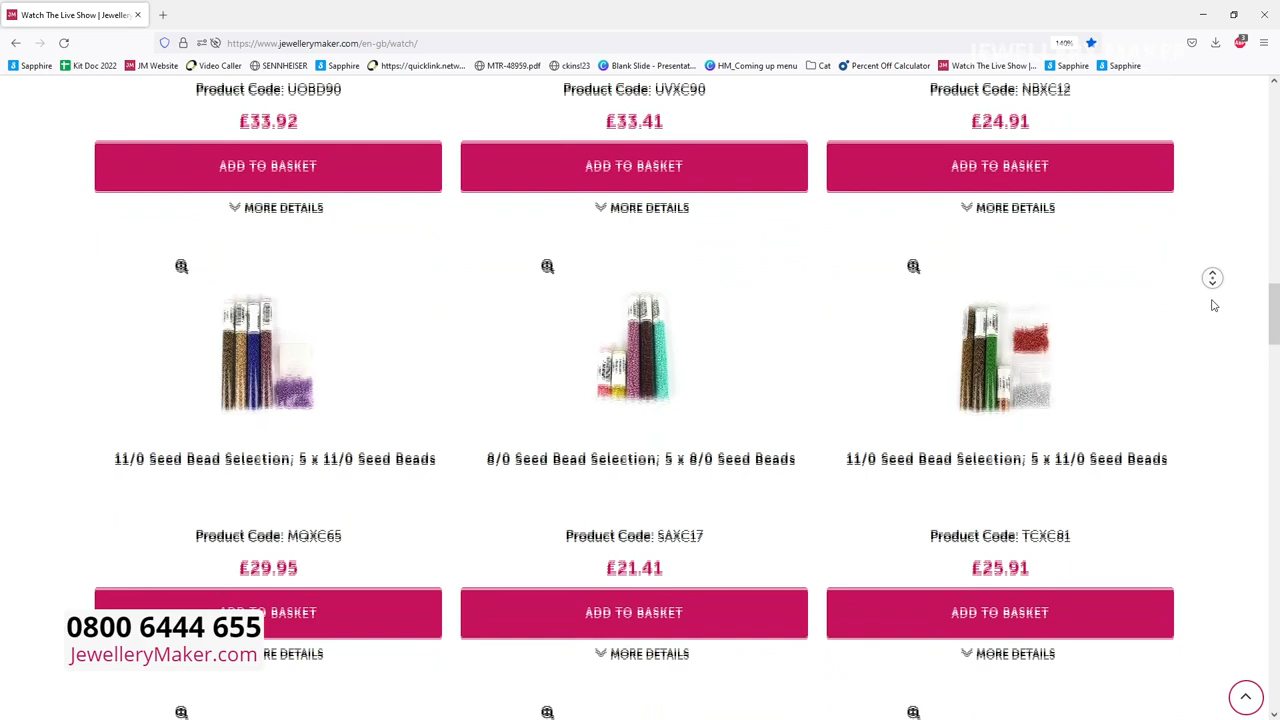 Watch The Live Show | Jeweller
https://www.jewellerymaker.com/en-gb/watch/
140%
3
JEWELLERYMAKER
Sapphire
Kit Doc 2022
JM Website
Video Caller
SENNHEISER
Sapphire
https://quicklink.netw...
MTR-48959.pdf
ckinsl23
Blank Slide - Presentat...
HM_Coming up menu
Cat
Percent Off Calculator
Watch The Live Show |...
Sapphire
Sapphire
Product Code: UOBD90
Product Code: UVXC90
Product Code: NBXC12
£33.92
£33.41
£24.91
ADD TO BASKET
ADD TO BASKET
ADD TO BASKET
MORE DETAILS
MORE DETAILS
MORE DETAILS
11/0 Seed Bead Selection; 5 x 11/0 Seed Beads
8/0 Seed Bead Selection; 5 x 8/0 Seed Beads
11/0 Seed Bead Selection; 5 x 11/0 Seed Beads
Product Code: MQXC65
Product Code: SAXC17
Product Code: TCXC81
£29.95
£21.41
£25.91
ADD TO BASKET
ADD TO BASKET
ADD TO BASKET
0800 6444 655
JewelleryMaker.com
RE DETAILS
MORE DETAILS
MORE DETAILS